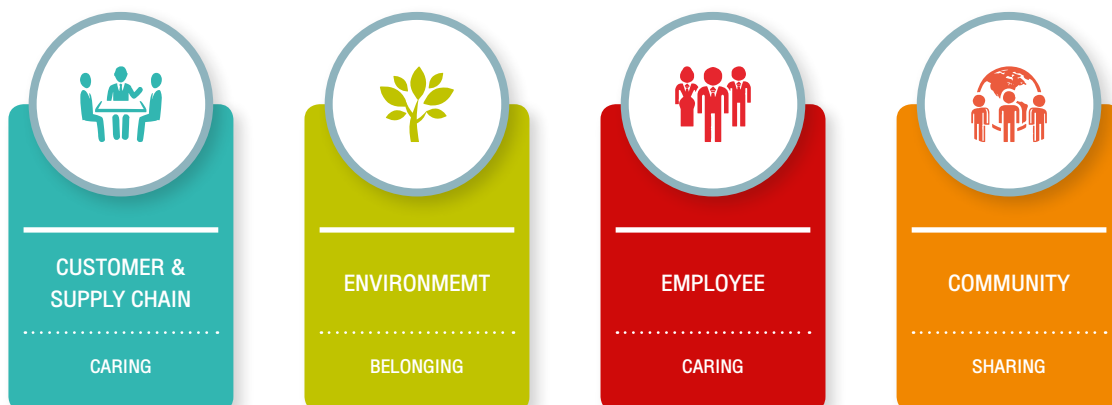 CUSTOMER &
SUPPLY CHAIN
CARING
ENVIRONMEMT
BELONGING
EMPLOYEE
CARING
COMMUNITY
SHARING